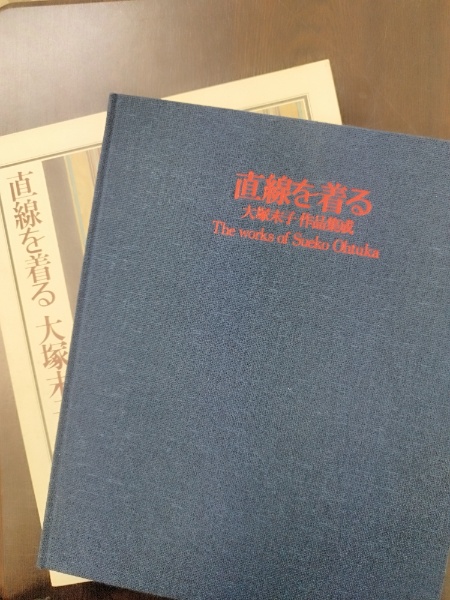 直線を着る
大塚末子作品集成
The works of Sueko Ohtuka
直線を着る 大塚末